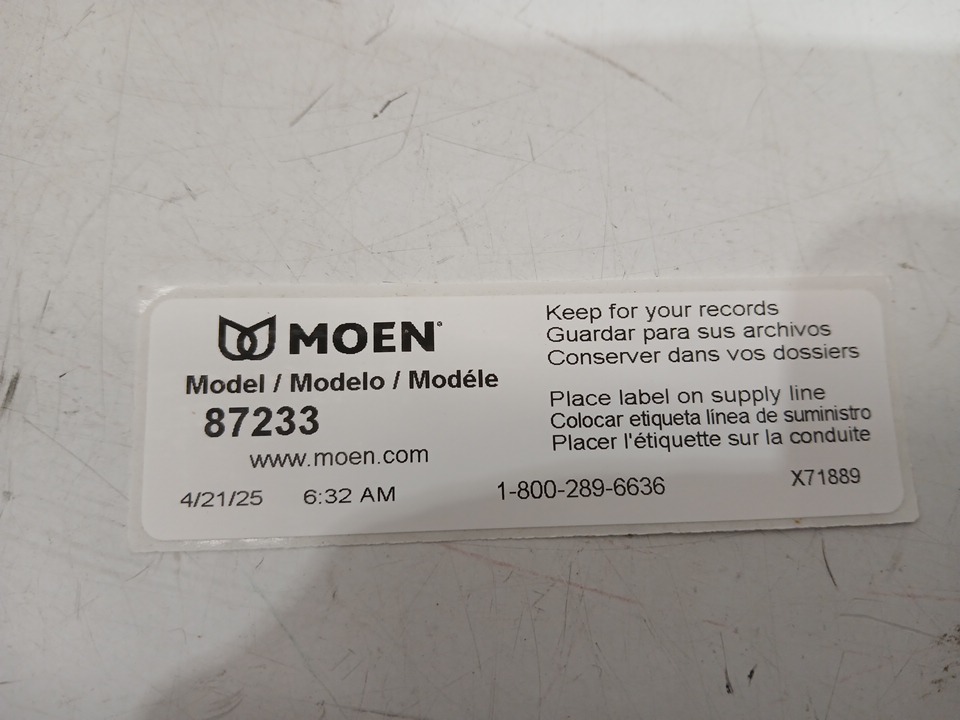 MOEN
Model / Modelo / Modéle
87233
www.moen.com
4/21/25 6:32 AM
Keep for your records
Guardar para sus archivos
Conserver dans vos dossiers
Place label on supply line
Colocar etiqueta línea de suministro
Placer l'étiquette sur la conduite
1-800-289-6636
X71889